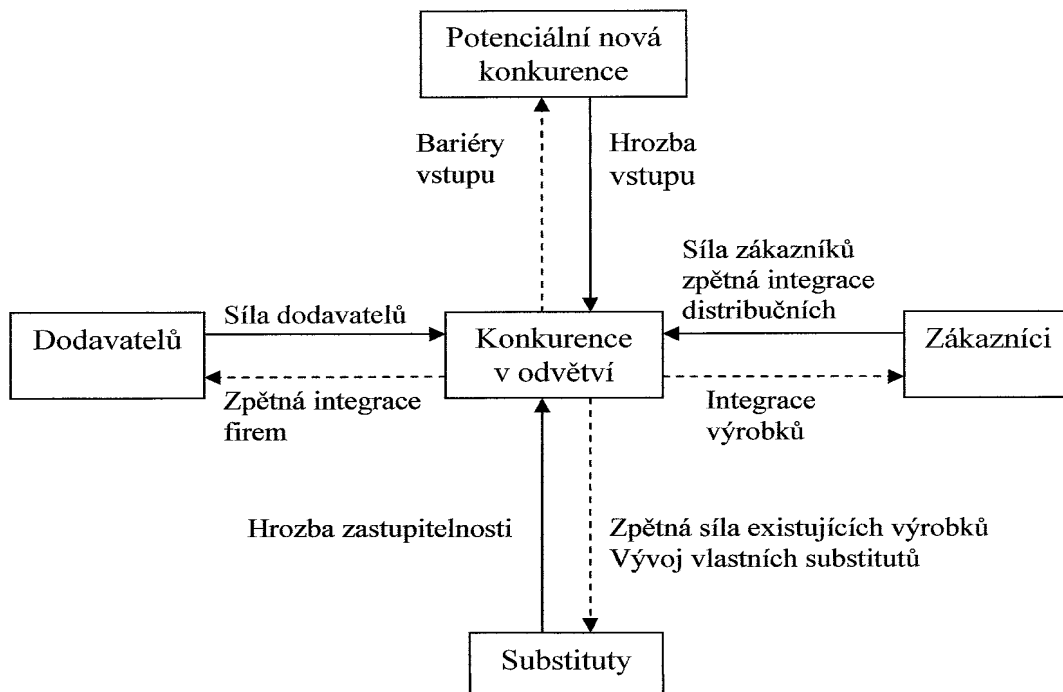 Potenciální nová
konkurence
Bariéry
vstupu
Hrozba
vstupu
Síla zákazníků
zpětná integrace
distribučních
Dodavatelů
Síla dodavatelů
Konkurence
v odvětví
Zákazníci
Zpětná integrace
firem
Integrace
výrobků
Hrozba zastupitelnosti
Zpětná síla existujících výrobků
Vývoj vlastních substitutů
Substituty